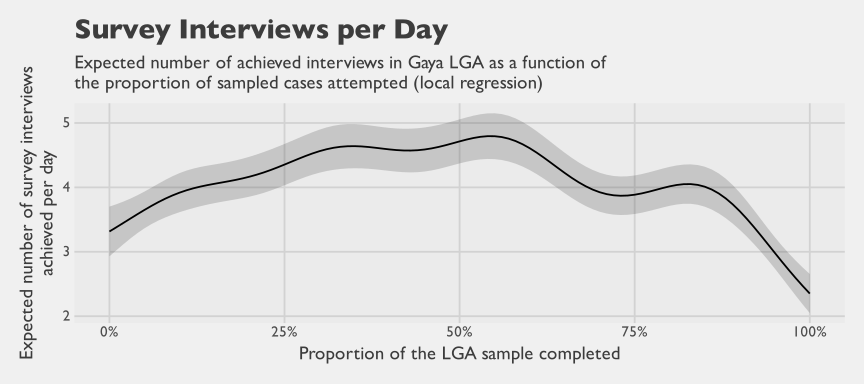 Survey Interviews per Day
Expected number of achieved interviews in Gaya LGA as a function of
the proportion of sampled cases attempted (local regression)
Expected number of survey interviews
achieved per day
5
4
3
2
0%
25%
50%
75%
100%
Proportion of the LGA sample completed